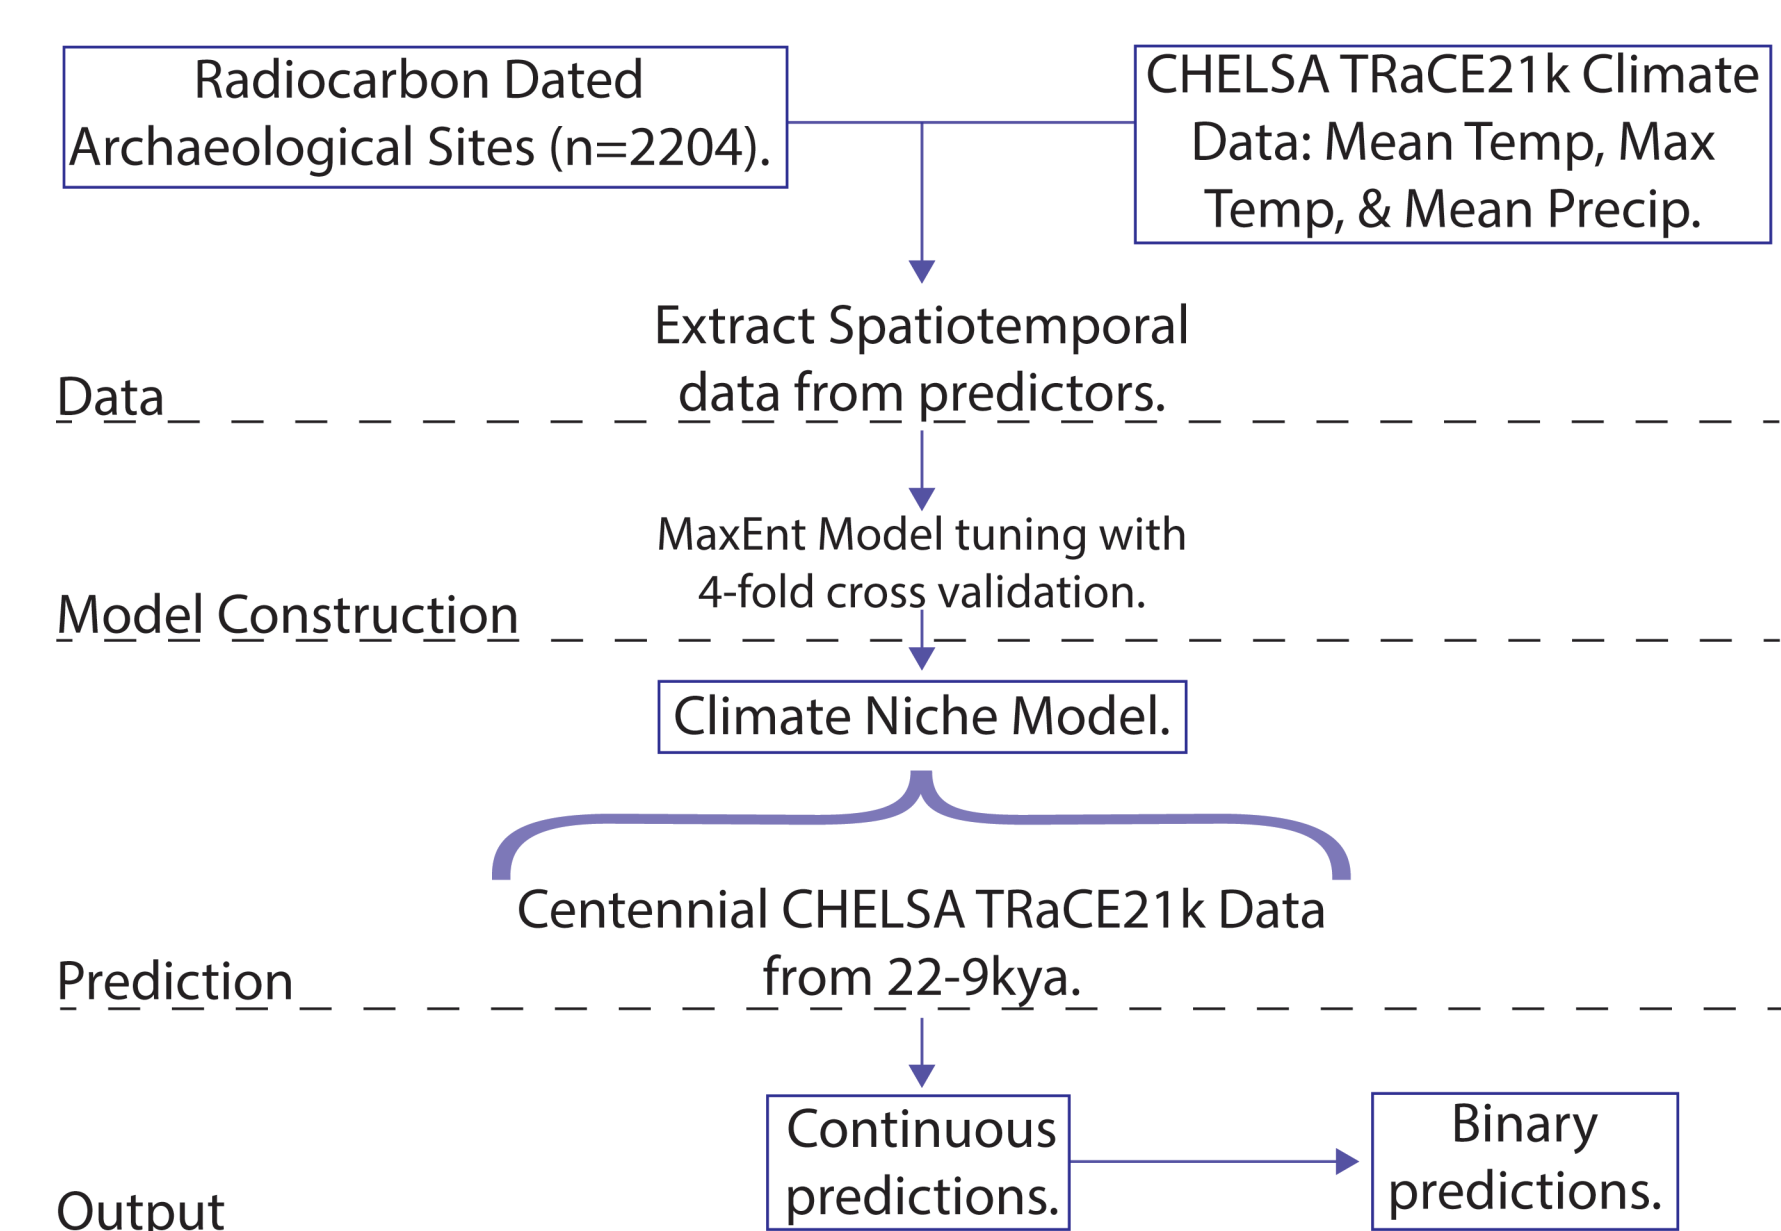 Radiocarbon Dated
Archaeological Sites (n=2204).
CHELSA TRaCE21k Climate
Data: Mean Temp, Max
Temp, & Mean Precip.
Extract Spatiotemporal
data from predictors.
Data
MaxEnt Model tuning with
4-fold cross validation.
Model Construction
Climate Niche Model.
Centennial CHELSA TRaCE21k Data
from 22-9kya.
Prediction
Continuous
predictions.
Binary
predictions.
Output